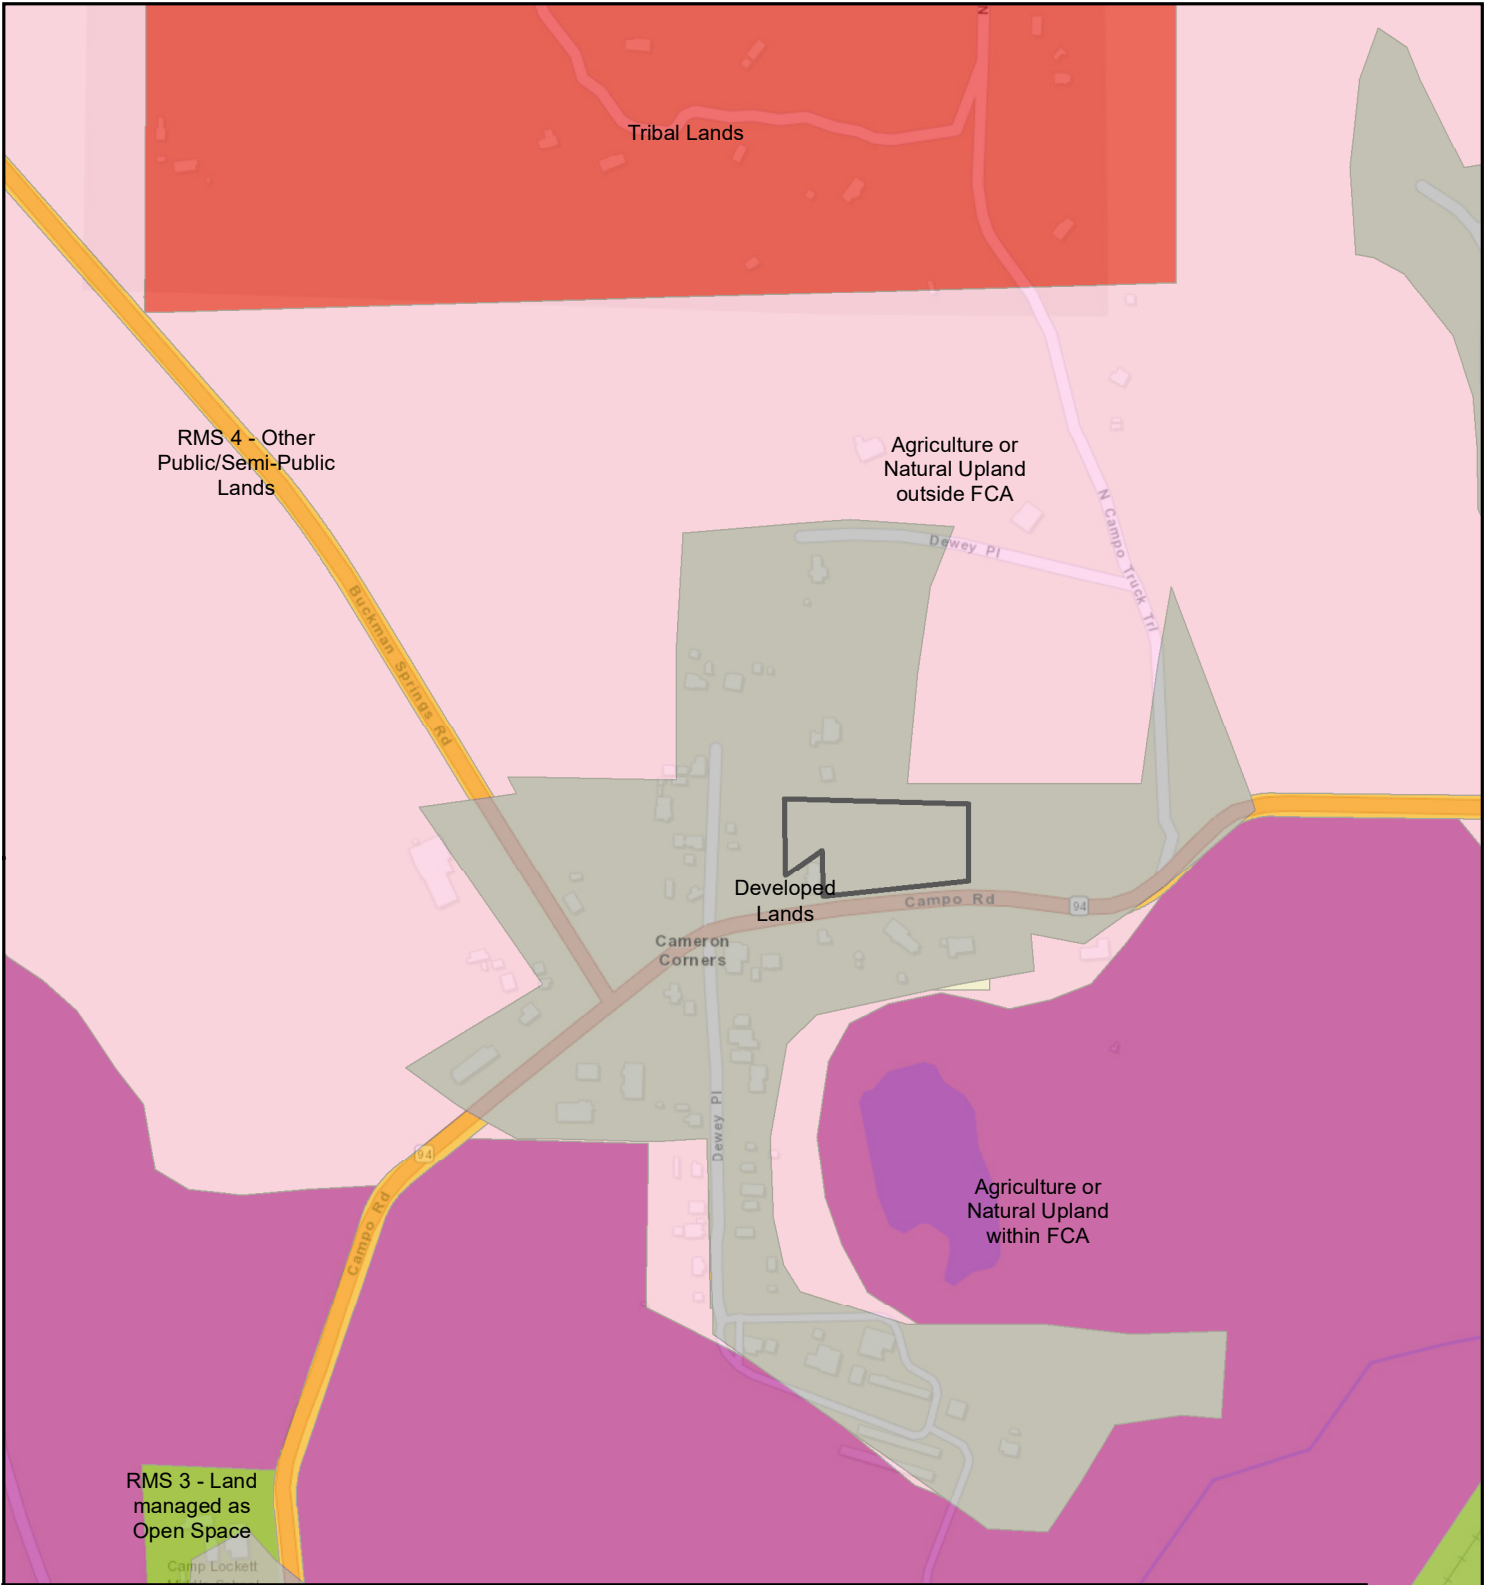 N
Tribal Lands
RMS 4 - Other
Public/Semi-Public
Lands
Agriculture or
Natural Upland
outside FCA
N Campo Truck Trl
Dewey Pl
Buckman Springs Rd
Developed
Lands
Campo Rd
94
Cameron
Corners
Dewey Pl
94
Campo Rd
Agriculture or
Natural Upland
within FCA
RMS 3 - Land
managed as
Open Space
Camp Lockett
Middle School